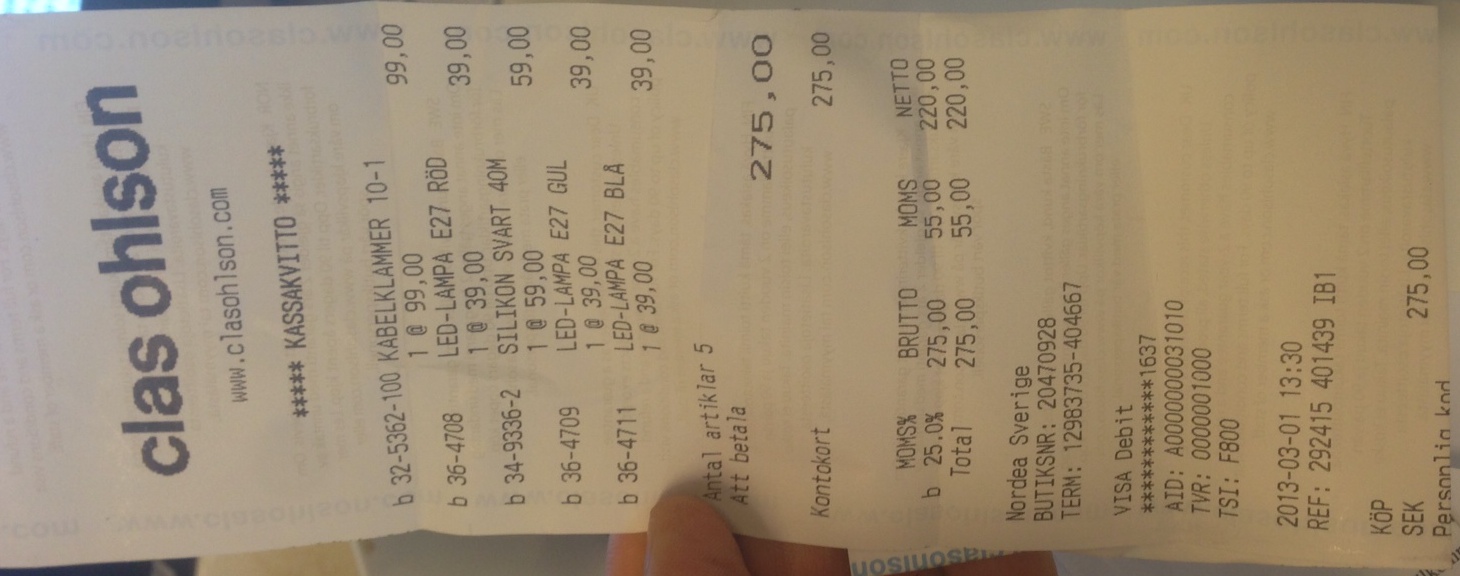 clas ohlson
www.clasohlson.com
***** KASSAKVITTO *****
b 32-5362-100 KABELKLAMMER 10-1 99,00
1 @ 99,00
b 36-4708 LED-LAMPA E27 RÖD 39,00
1 @ 39,00
b 34-9336-2 SILIKON SVART 40M 59,00
1 @ 59,00
b 36-4709 LED-LAMPA E27 GUL 39,00
1 @ 39,00
b 36-4711 LED-LAMPA E27 BLÅ 39,00
1 @ 39,00
Antal artiklar 5
Att betala 275,00
Kontokort 275,00
MOMS% BRUTTO MOMS NETTO
b 25.0% 275,00 55,00 220,00
Total 275,00 55,00 220,00
Nordea Sverige
BUTIKSNR: 20470928
TERM: 12983735-404667
VISA Debit
************1637
AID: A0000000031010
TVR: 0000001000
TSI: F800
2013-03-01 13:30
REF: 292415 401439 IB1
KÖP
SEK 275,00
Personlig kod